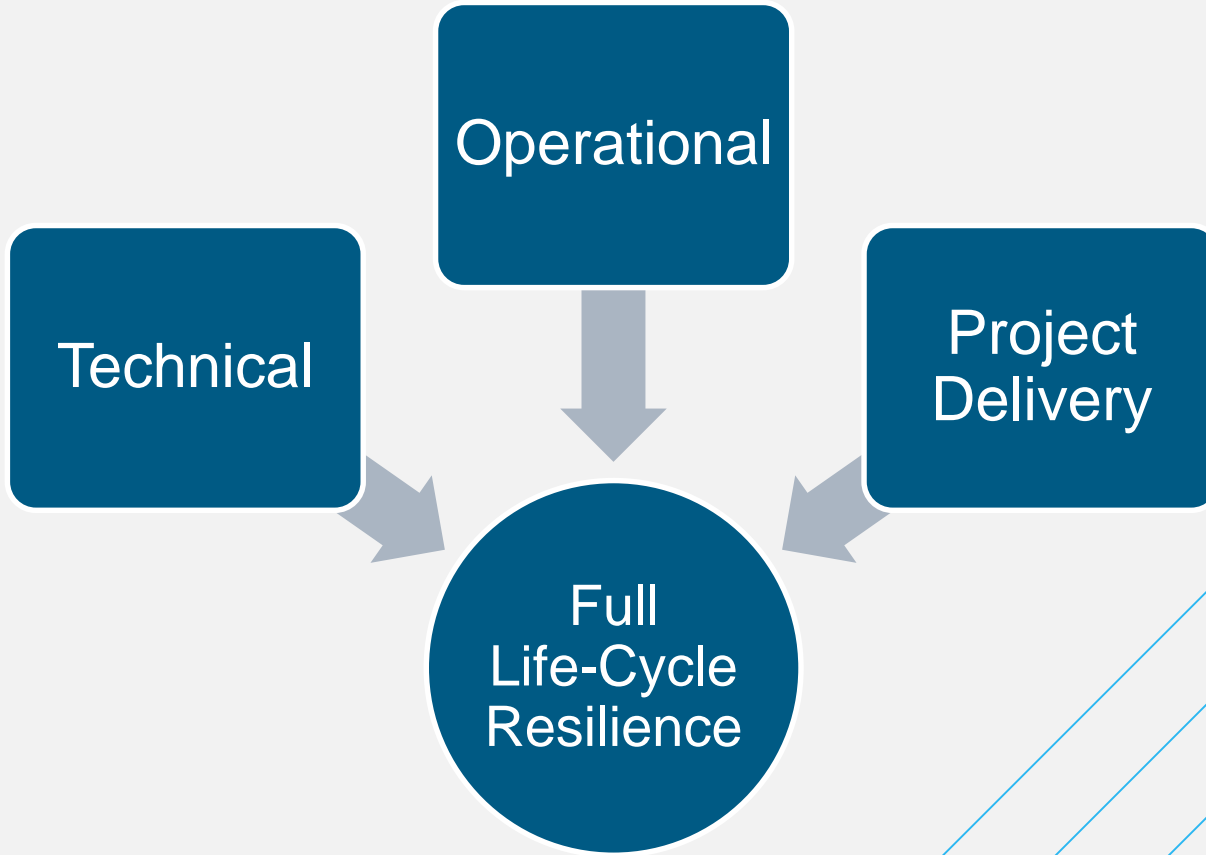 Operational
Technical
Project
Delivery
Full
Life-Cycle
Resilience